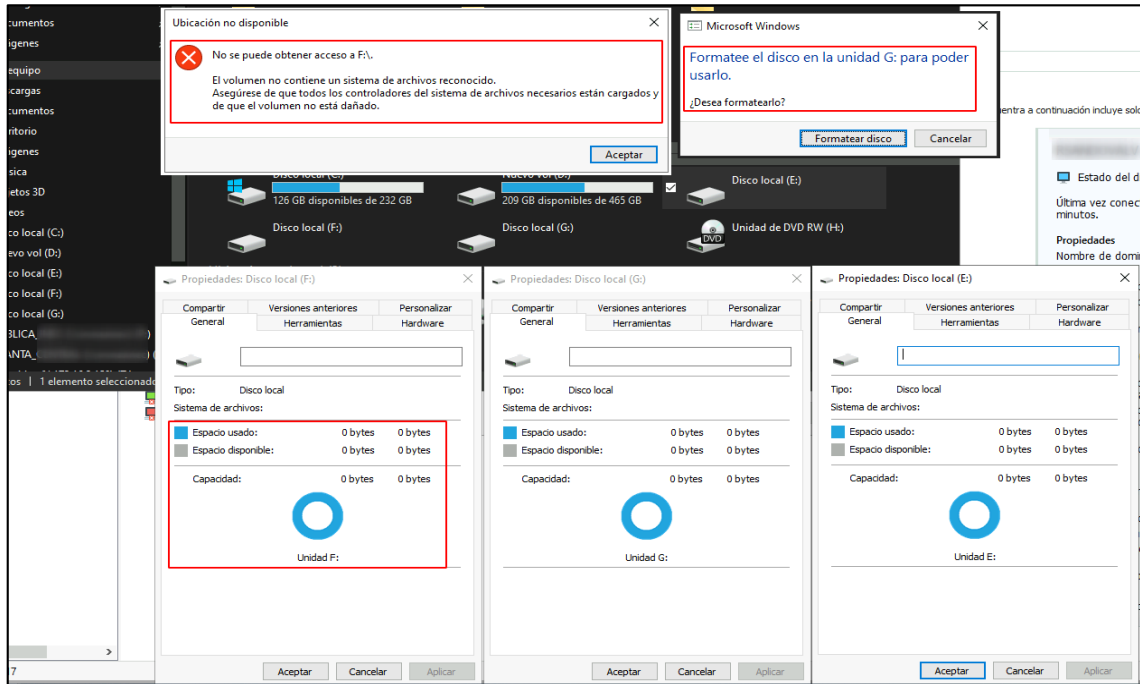 Ubicación no disponible
No se puede obtener acceso a F:\.
El volumen no contiene un sistema de archivos reconocido.
Asegúrese de que todos los controladores del sistema de archivos necesarios están cargados y
de que el volumen no está dañado.
Aceptar
Microsoft Windows
Formatee el disco en la unidad G: para poder
usarlo.
¿Desea formatearlo?
Formatear disco
Cancelar
cumentos
ígenes
equipo
scargas
cumentos
ritorio
ígenes
sica
jetos 3D
eos
co local (C:)
evo vol (D:)
co local (E:)
co local (F:)
co local (G:)
BLICA_
ANTA_
os | 1 elemento seleccionado
Disco local (C:)
126 GB disponibles de 232 GB
Nuevo vol (D:)
209 GB disponibles de 465 GB
Disco local (E:)
Disco local (F:)
Disco local (G:)
Unidad de DVD RW (H:)
DVD
entra a continuación incluye solo
Estado del d
Última vez conec
minutos.
Propiedades
Nombre de domi
Propiedades: Disco local (F:)
Compartir
Versiones anteriores
Personalizar
General
Herramientas
Hardware
Tipo: Disco local
Sistema de archivos:
Espacio usado: 0 bytes 0 bytes
Espacio disponible: 0 bytes 0 bytes
Capacidad: 0 bytes 0 bytes
Unidad F:
Aceptar
Cancelar
Aplicar
Propiedades: Disco local (G:)
Compartir
Versiones anteriores
Personalizar
General
Herramientas
Hardware
Tipo: Disco local
Sistema de archivos:
Espacio usado: 0 bytes 0 bytes
Espacio disponible: 0 bytes 0 bytes
Capacidad: 0 bytes 0 bytes
Unidad G:
Aceptar
Cancelar
Aplicar
Propiedades: Disco local (E:)
Compartir
Versiones anteriores
Personalizar
General
Herramientas
Hardware
Tipo: Disco local
Sistema de archivos:
Espacio usado: 0 bytes 0 bytes
Espacio disponible: 0 bytes 0 bytes
Capacidad: 0 bytes 0 bytes
Unidad E:
Aceptar
Cancelar
Aplicar
7